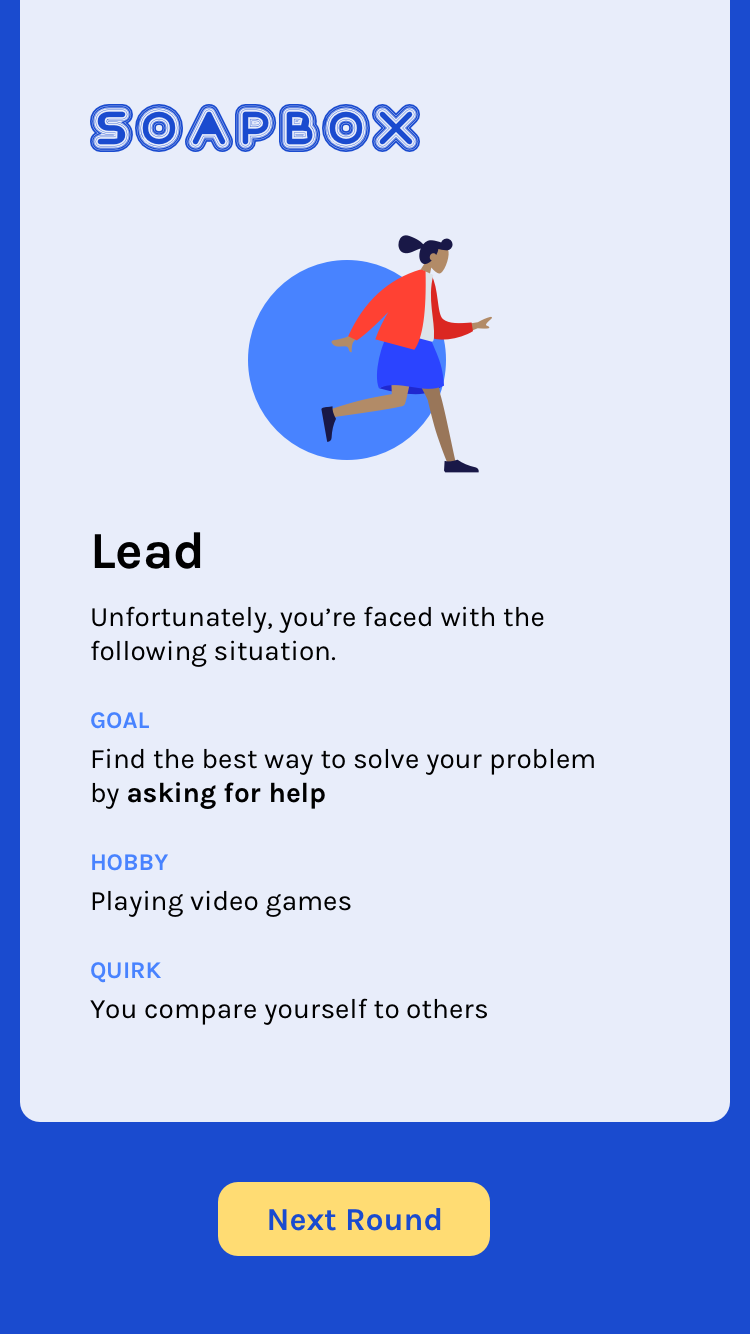 SOAPBOX
Lead
Unfortunately, you’re faced with the
following situation.
GOAL
Find the best way to solve your problem
by asking for help
HOBBY
Playing video games
QUIRK
You compare yourself to others
Next Round